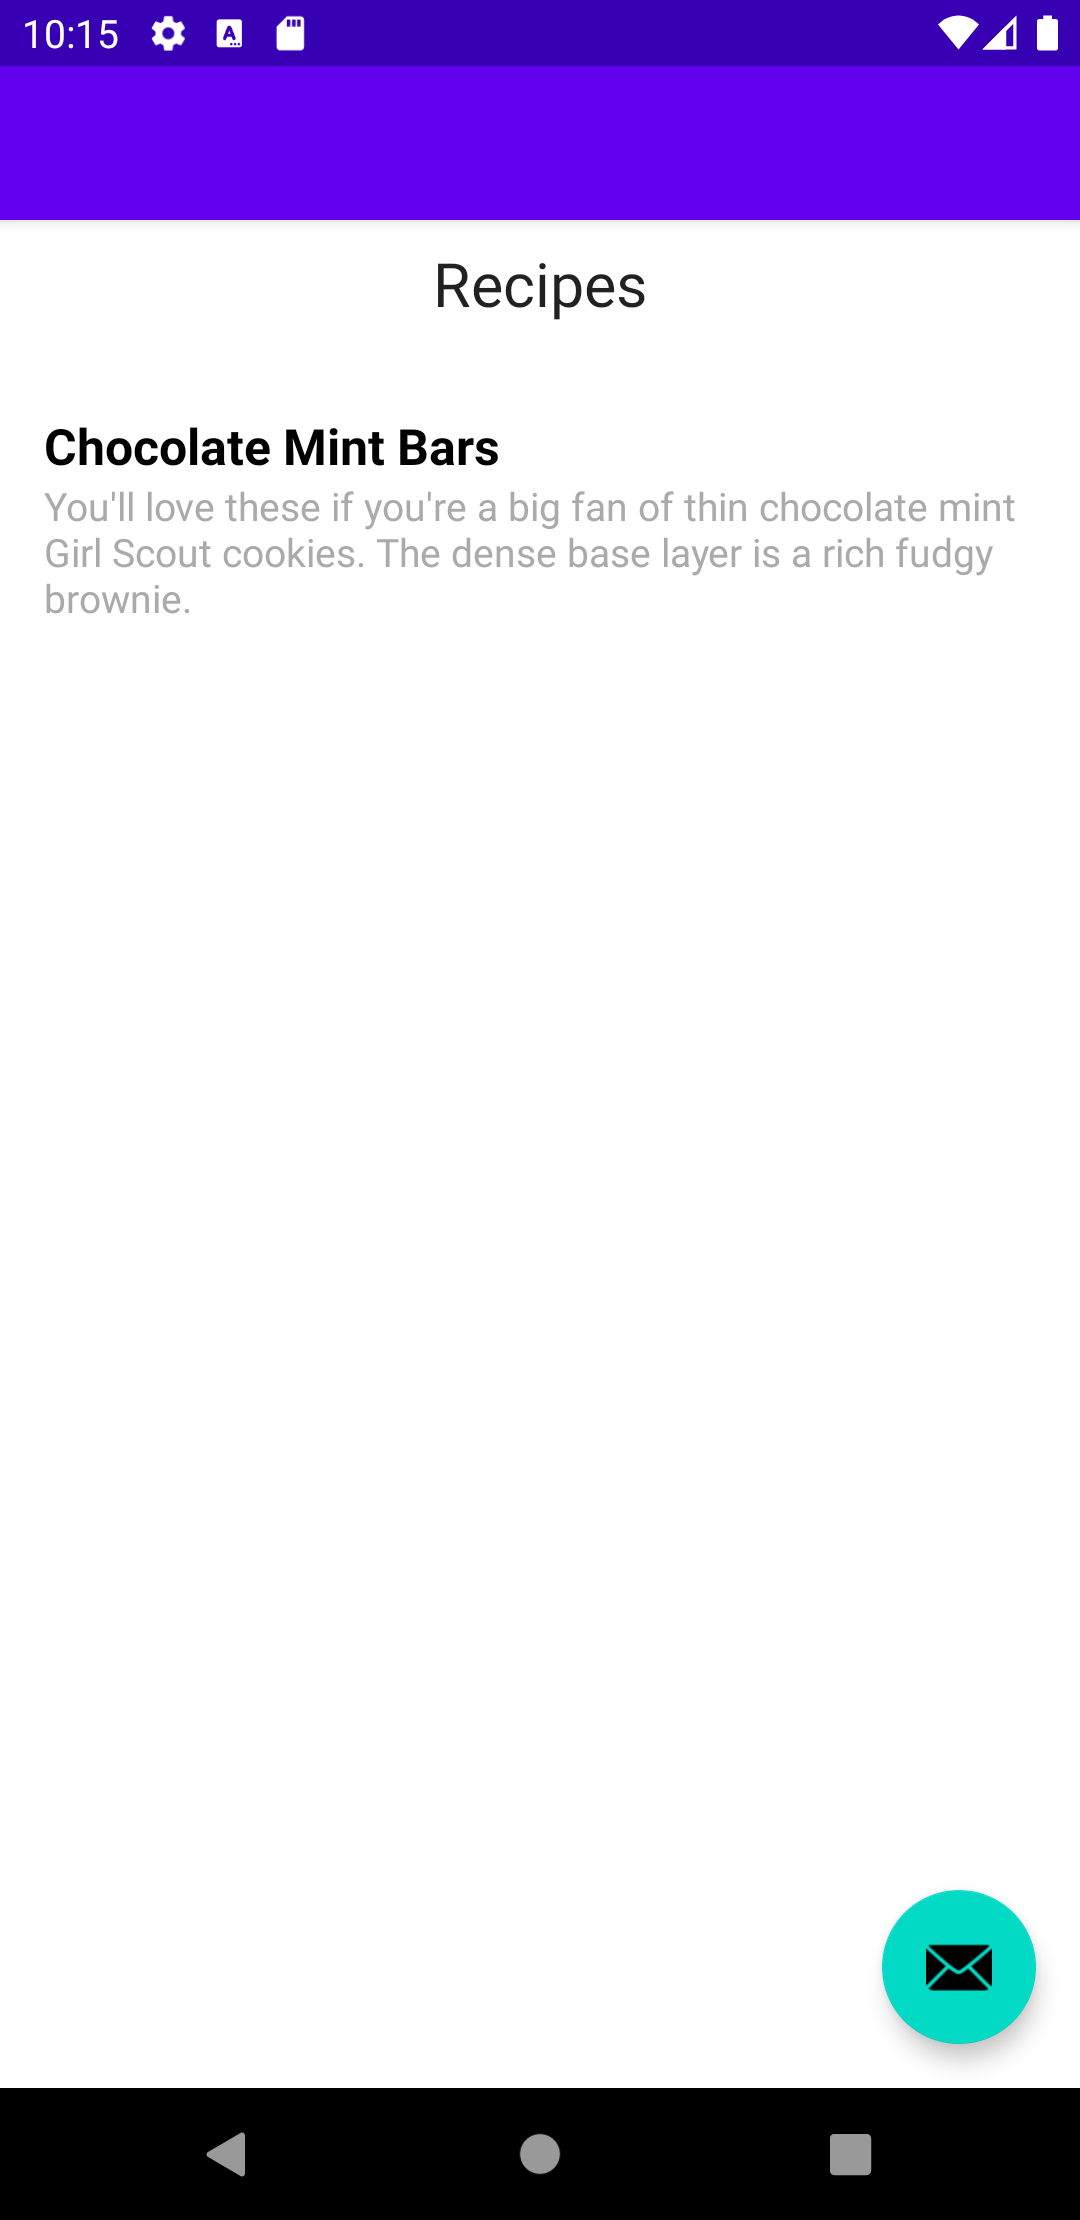 10:15
Recipes
Chocolate Mint Bars
You'll love these if you're a big fan of thin chocolate mint
Girl Scout cookies. The dense base layer is a rich fudgy
brownie.